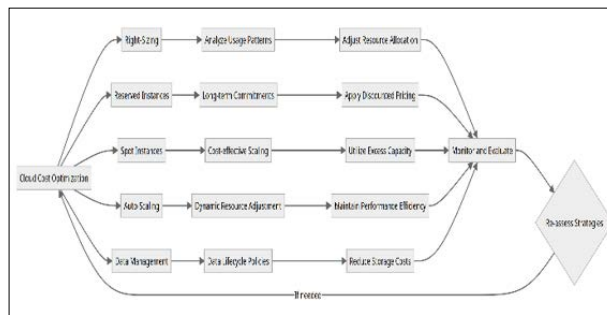 Right-Sizing
Analyze Usage Patterns
Adjust Resource Allocation
Reserved Instances
Long-term Commitments
Apply Discounted Pricing
Spot Instances
Cost-effective Scaling
Utilize Excess Capacity
Monitor and Evaluate
Cloud Cost Optimization
Auto-Scaling
Dynamic Resource Adjustment
Maintain Performance Efficiency
Re-assess Strategies
Data Management
Data Lifecycle Policies
Reduce Storage Costs
If needed